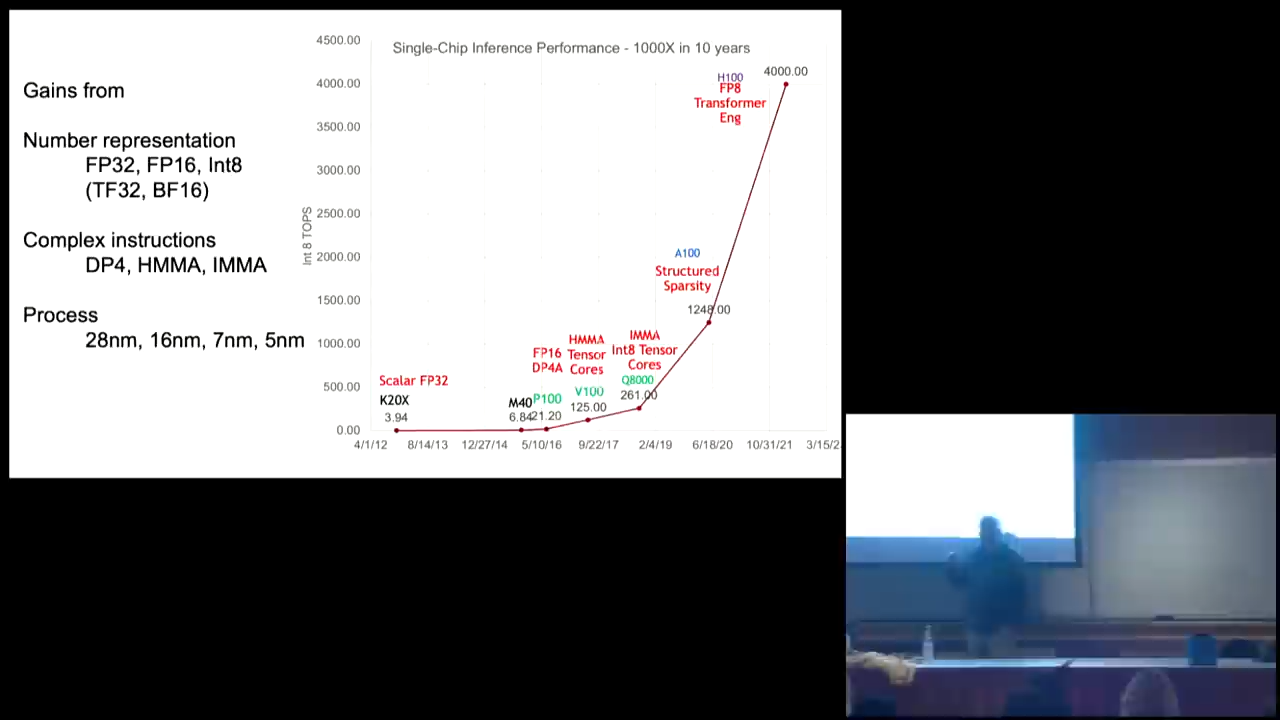 Gains from
Number representation
FP32, FP16, Int8
(TF32, BF16)
Complex instructions
DP4, HMMA, IMMA
Process
28nm, 16nm, 7nm, 5nm
Single-Chip Inference Performance - 1000X in 10 years
Int 8 TOPS
4500.00
4000.00
3500.00
3000.00
2500.00
2000.00
1500.00
1000.00
500.00
0.00
4/1/12
8/14/13
12/27/14
5/10/16
9/22/17
2/4/19
6/18/20
10/31/21
3/15/2
Scalar FP32
K20X
3.94
M40
6.84
FP16
DP4A
P100
21.20
HMMA
Tensor
Cores
V100
125.00
IMMA
Int8 Tensor
Cores
Q8000
261.00
A100
Structured
Sparsity
1248.00
H100
FP8
Transformer
Eng
4000.00